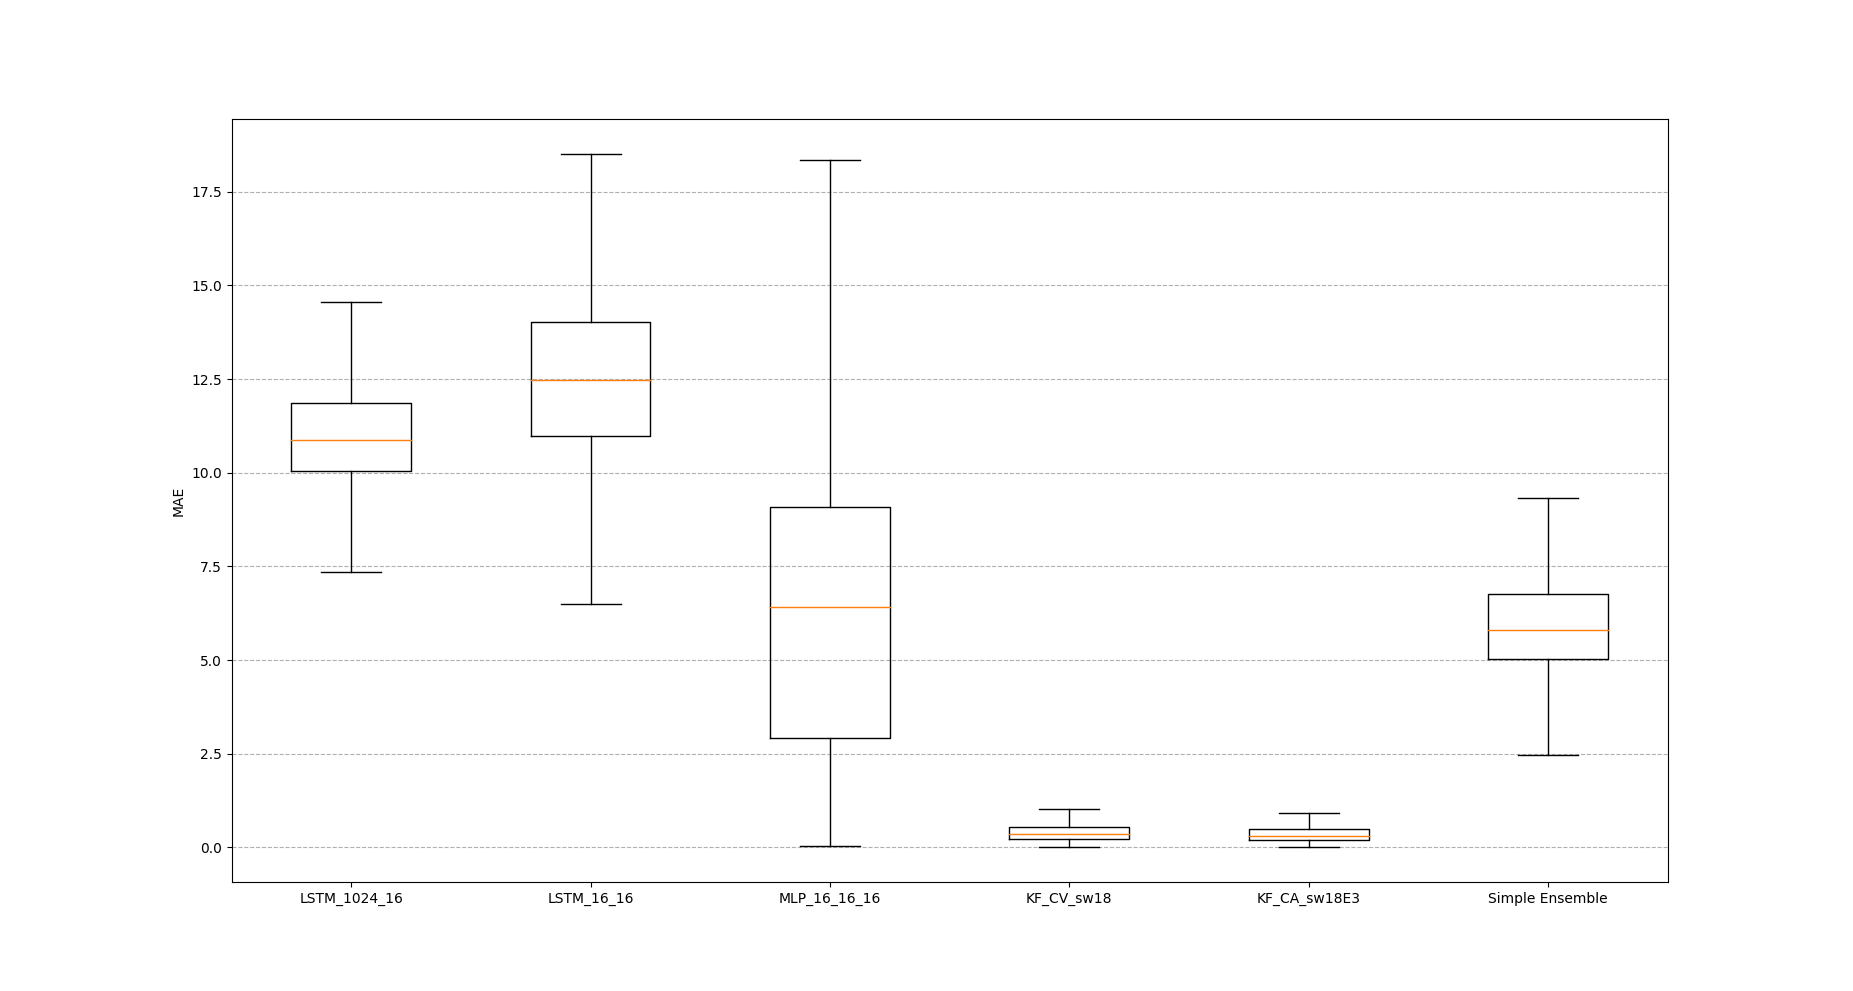 17.5
15.0
12.5
10.0
7.5
5.0
2.5
0.0
MAE
LSTM_1024_16
LSTM_16_16
MLP_16_16_16
KF_CV_sw18
KF_CA_sw18E3
Simple Ensemble